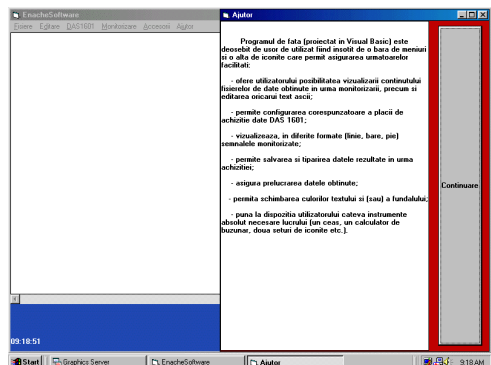 EnacheSoftware
Fisiere Editare DAS1601 Monitorizare Accesorii Ajutor
09:18:51
Ajutor
Programul de fata (proiectat in Visual Basic) este
deosebit de usor de utilizat fiind insotit de o bara de meniuri
si o alta de iconite care permit asigurarea urmatoarelor
facilitati:
- ofere utilizatorului posibilitatea vizualizarii continutului
fisierelor de date obtinute in urma monitorizarii, precum si
editarea oricarui text ascii;
- permite configurarea corespunzatoare a placii de
achizitie date DAS 1601;
- vizualizeaza, in diferite formate (linie, bare, pie)
semnalele monitorizate;
- permite salvarea si tiparirea datele rezultate in urma
achizitiei;
- asigura prelucrarea datele obtinute;
- permita schimbarea culorilor textului si (sau) a fundalului;
- puna la dispozitia utilizatorului cateva instrumente
absolut necesare lucrului (un ceas, un calculator de
buzunar, doua seturi de iconite etc.).
Continuare
Start Graphics Server EnacheSoftware Ajutor 9:18 AM